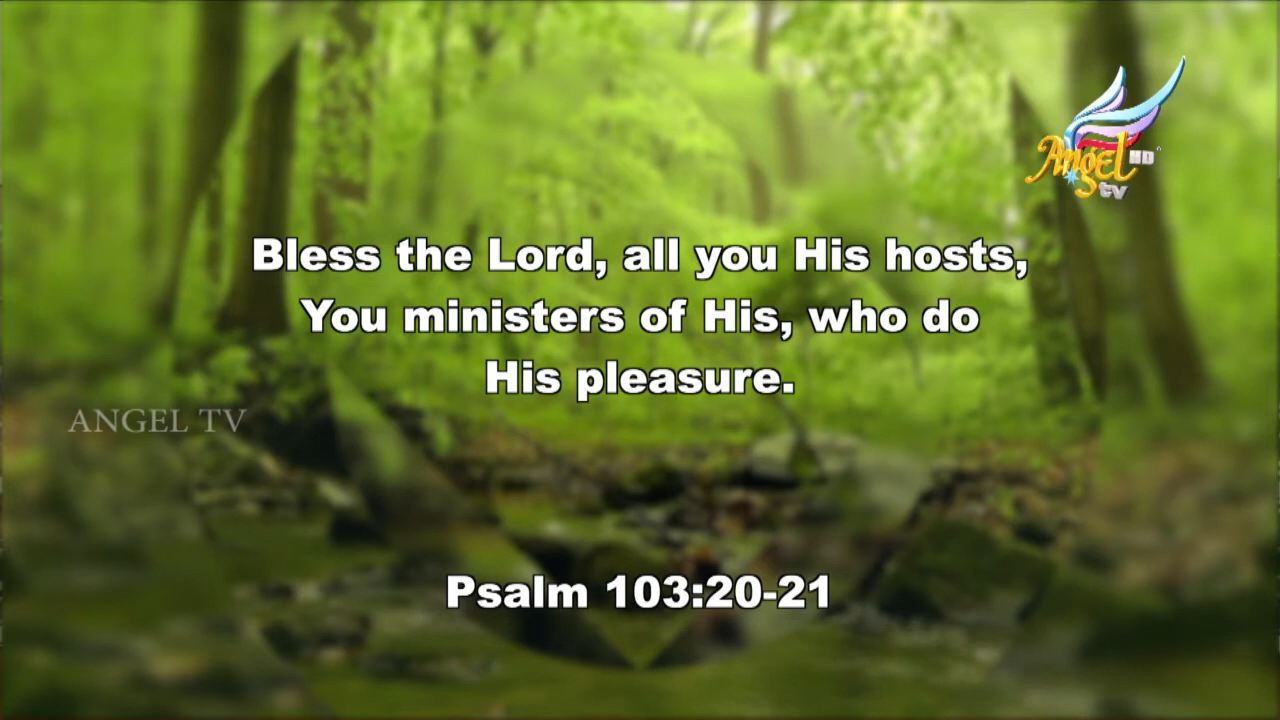 Angel HD
tv
Bless the Lord, all you His hosts,
You ministers of His, who do
His pleasure.
ANGEL TV
Psalm 103:20-21